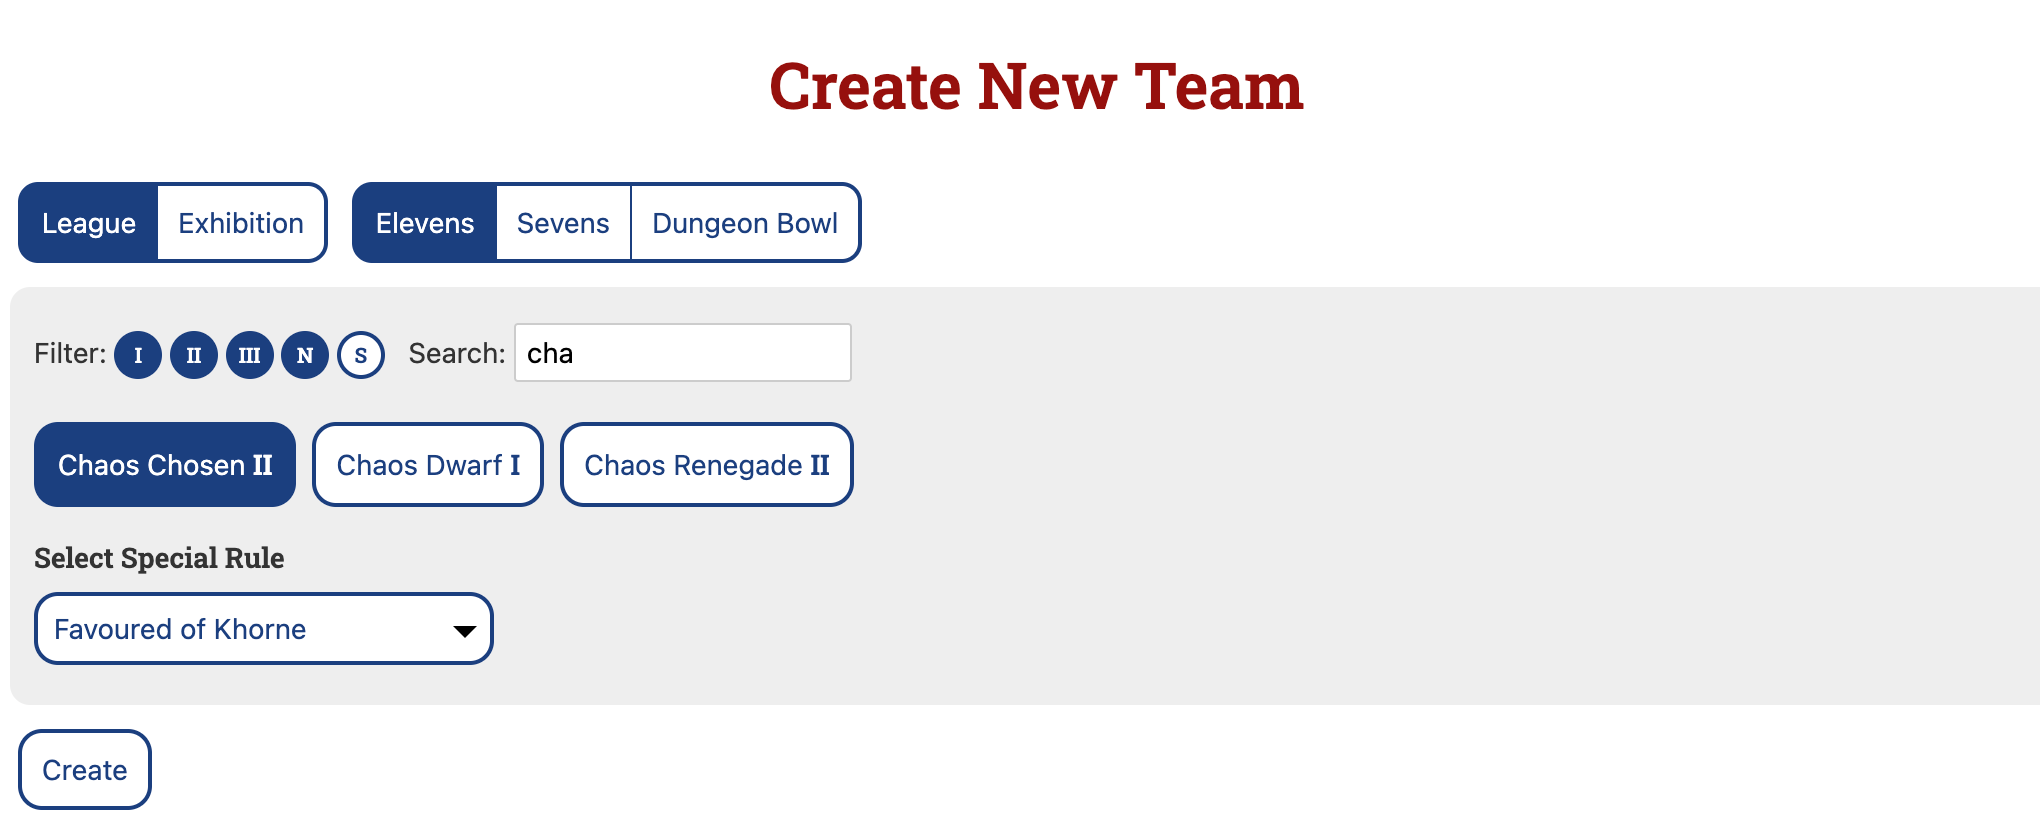 Create New Team
League Exhibition Elevens Sevens Dungeon Bowl
Filter: I II III N S Search: cha
Chaos Chosen II Chaos Dwarf I Chaos Renegade II
Select Special Rule
Favoured of Khorne
Create